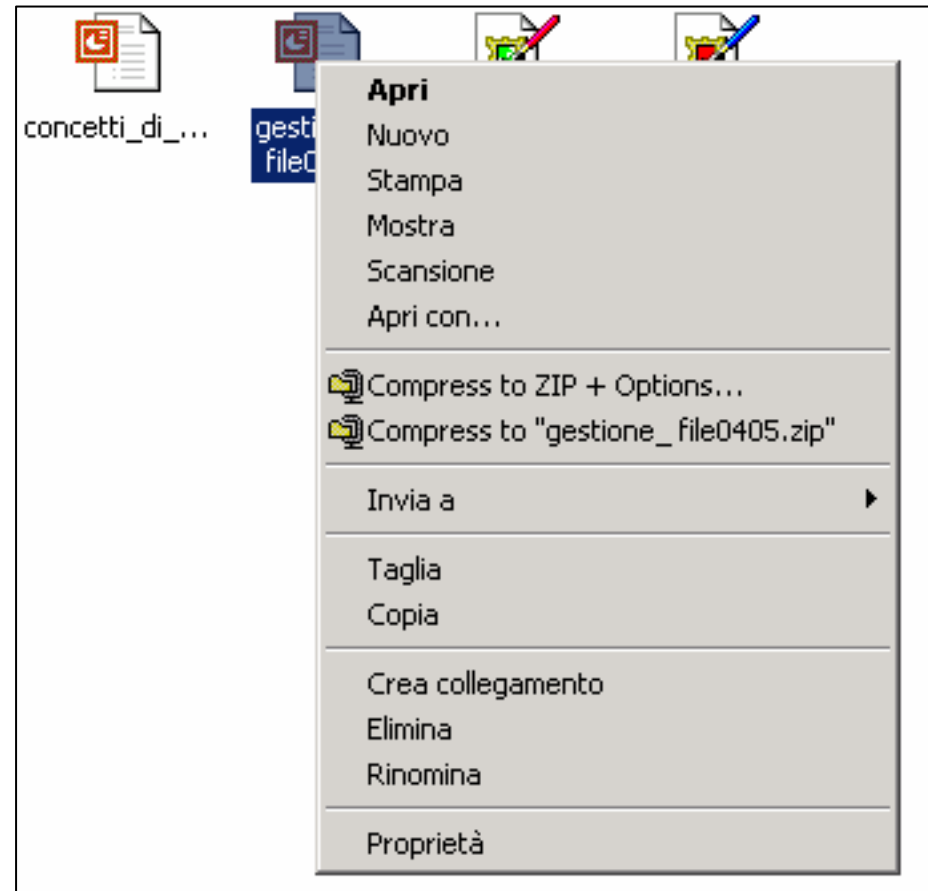 concetti_di_...
gesti
file0
Apri
Nuovo
Stampa
Mostra
Scansione
Apri con...
Compress to ZIP + Options...
Compress to "gestione_ file0405.zip"
Invia a
Taglia
Copia
Crea collegamento
Elimina
Rinomina
Proprietà